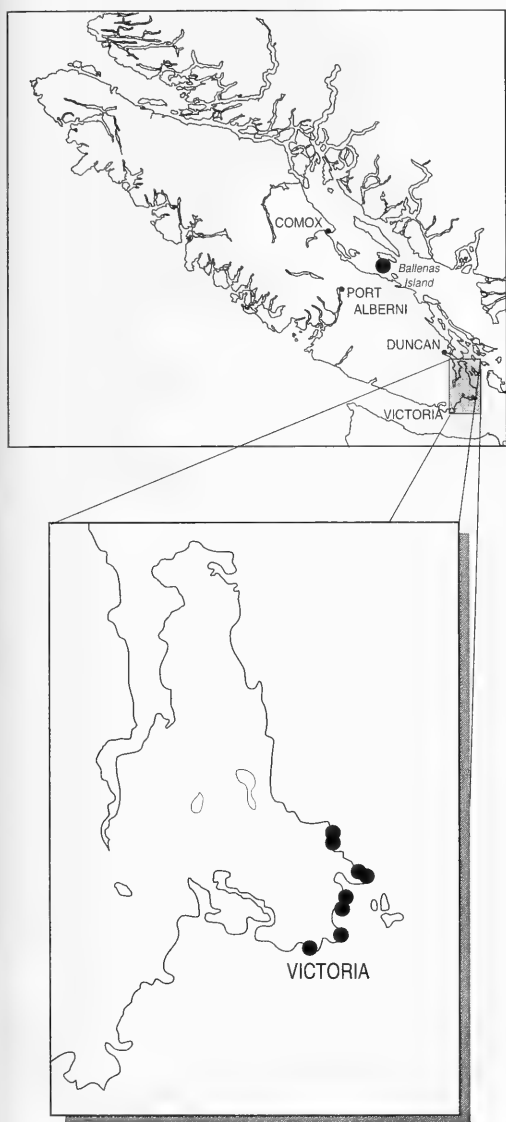 COMOX
Ballenas
Island
PORT
ALBERNI
DUNCAN
VICTORIA
VICTORIA